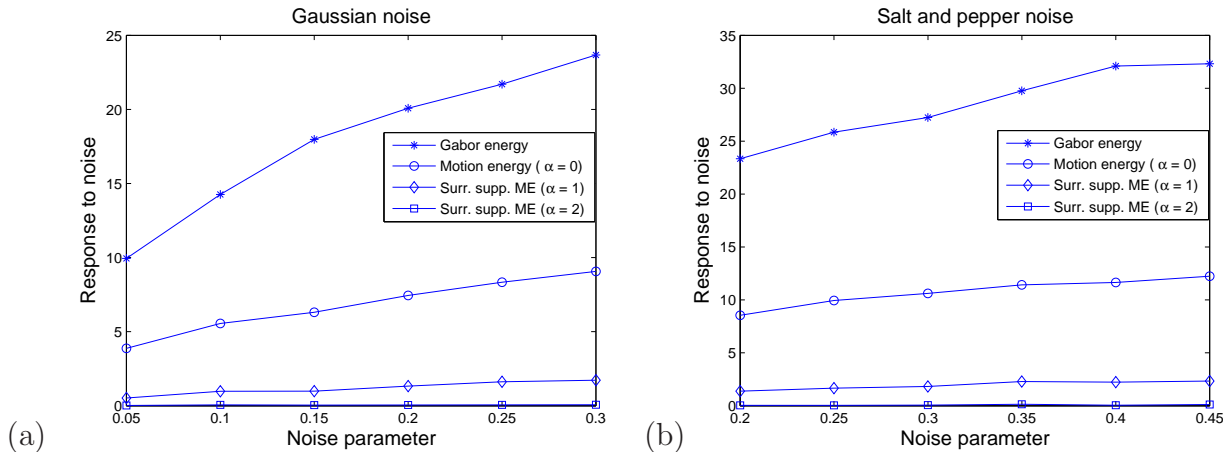 Gaussian noise
25
20
15
10
5
0
Response to noise
Gabor energy
Motion energy ( α = 0)
Surr. supp. ME (α = 1)
Surr. supp. ME (α = 2)
0.05 0.1 0.15 0.2 0.25 0.3
Noise parameter
(a)
Salt and pepper noise
35
30
25
20
15
10
5
0
Response to noise
Gabor energy
Motion energy ( α = 0)
Surr. supp. ME (α = 1)
Surr. supp. ME (α = 2)
0.2 0.25 0.3 0.35 0.4 0.45
Noise parameter
(b)